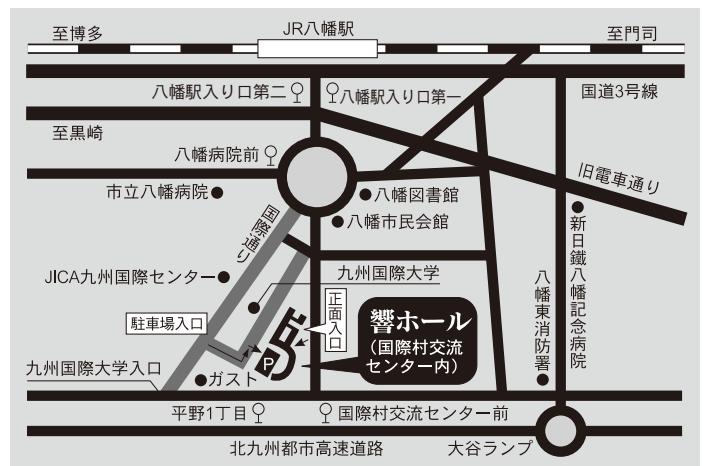 至博多
JR八幡駅
至門司
八幡駅入り口第二
八幡駅入り口第一
国道3号線
至黒崎
八幡病院前
旧電車通り
市立八幡病院
八幡図書館
八幡市民会館
国際通り
新日鐵八幡記念病院
JICA九州国際センター
九州国際大学
八幡東消防署
正面入口
駐車場入口
響ホール
(国際村交流
センター内)
P
九州国際大学入口
ガスト
平野1丁目
国際村交流センター前
北九州都市高速道路
大谷ランプ